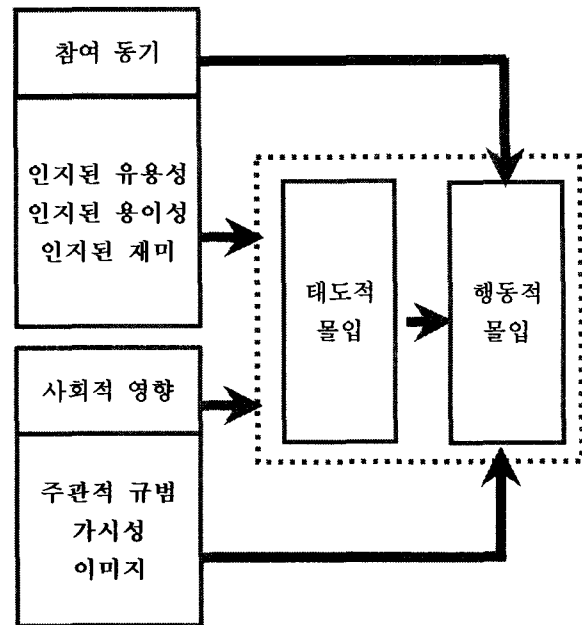 참여 동기
인지된 유용성
인지된 용이성
인지된 재미
태도적
몰입
행동적
몰입
사회적 영향
주관적 규범
가시성
이미지